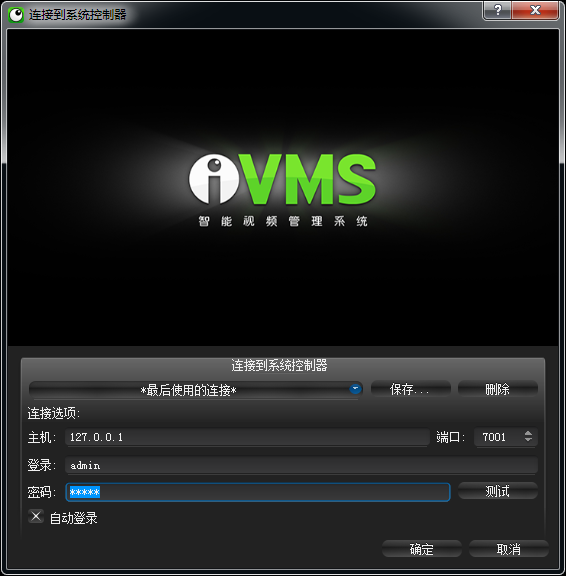 连接到系统控制器
?
iVMS
智能视频管理系统
连接到系统控制器
*最后使用的连接* 保存... 删除
连接选项:
主机: 127.0.0.1 端口: 7001
登录: admin
密码: ***** 测试
自动登录
确定 取消